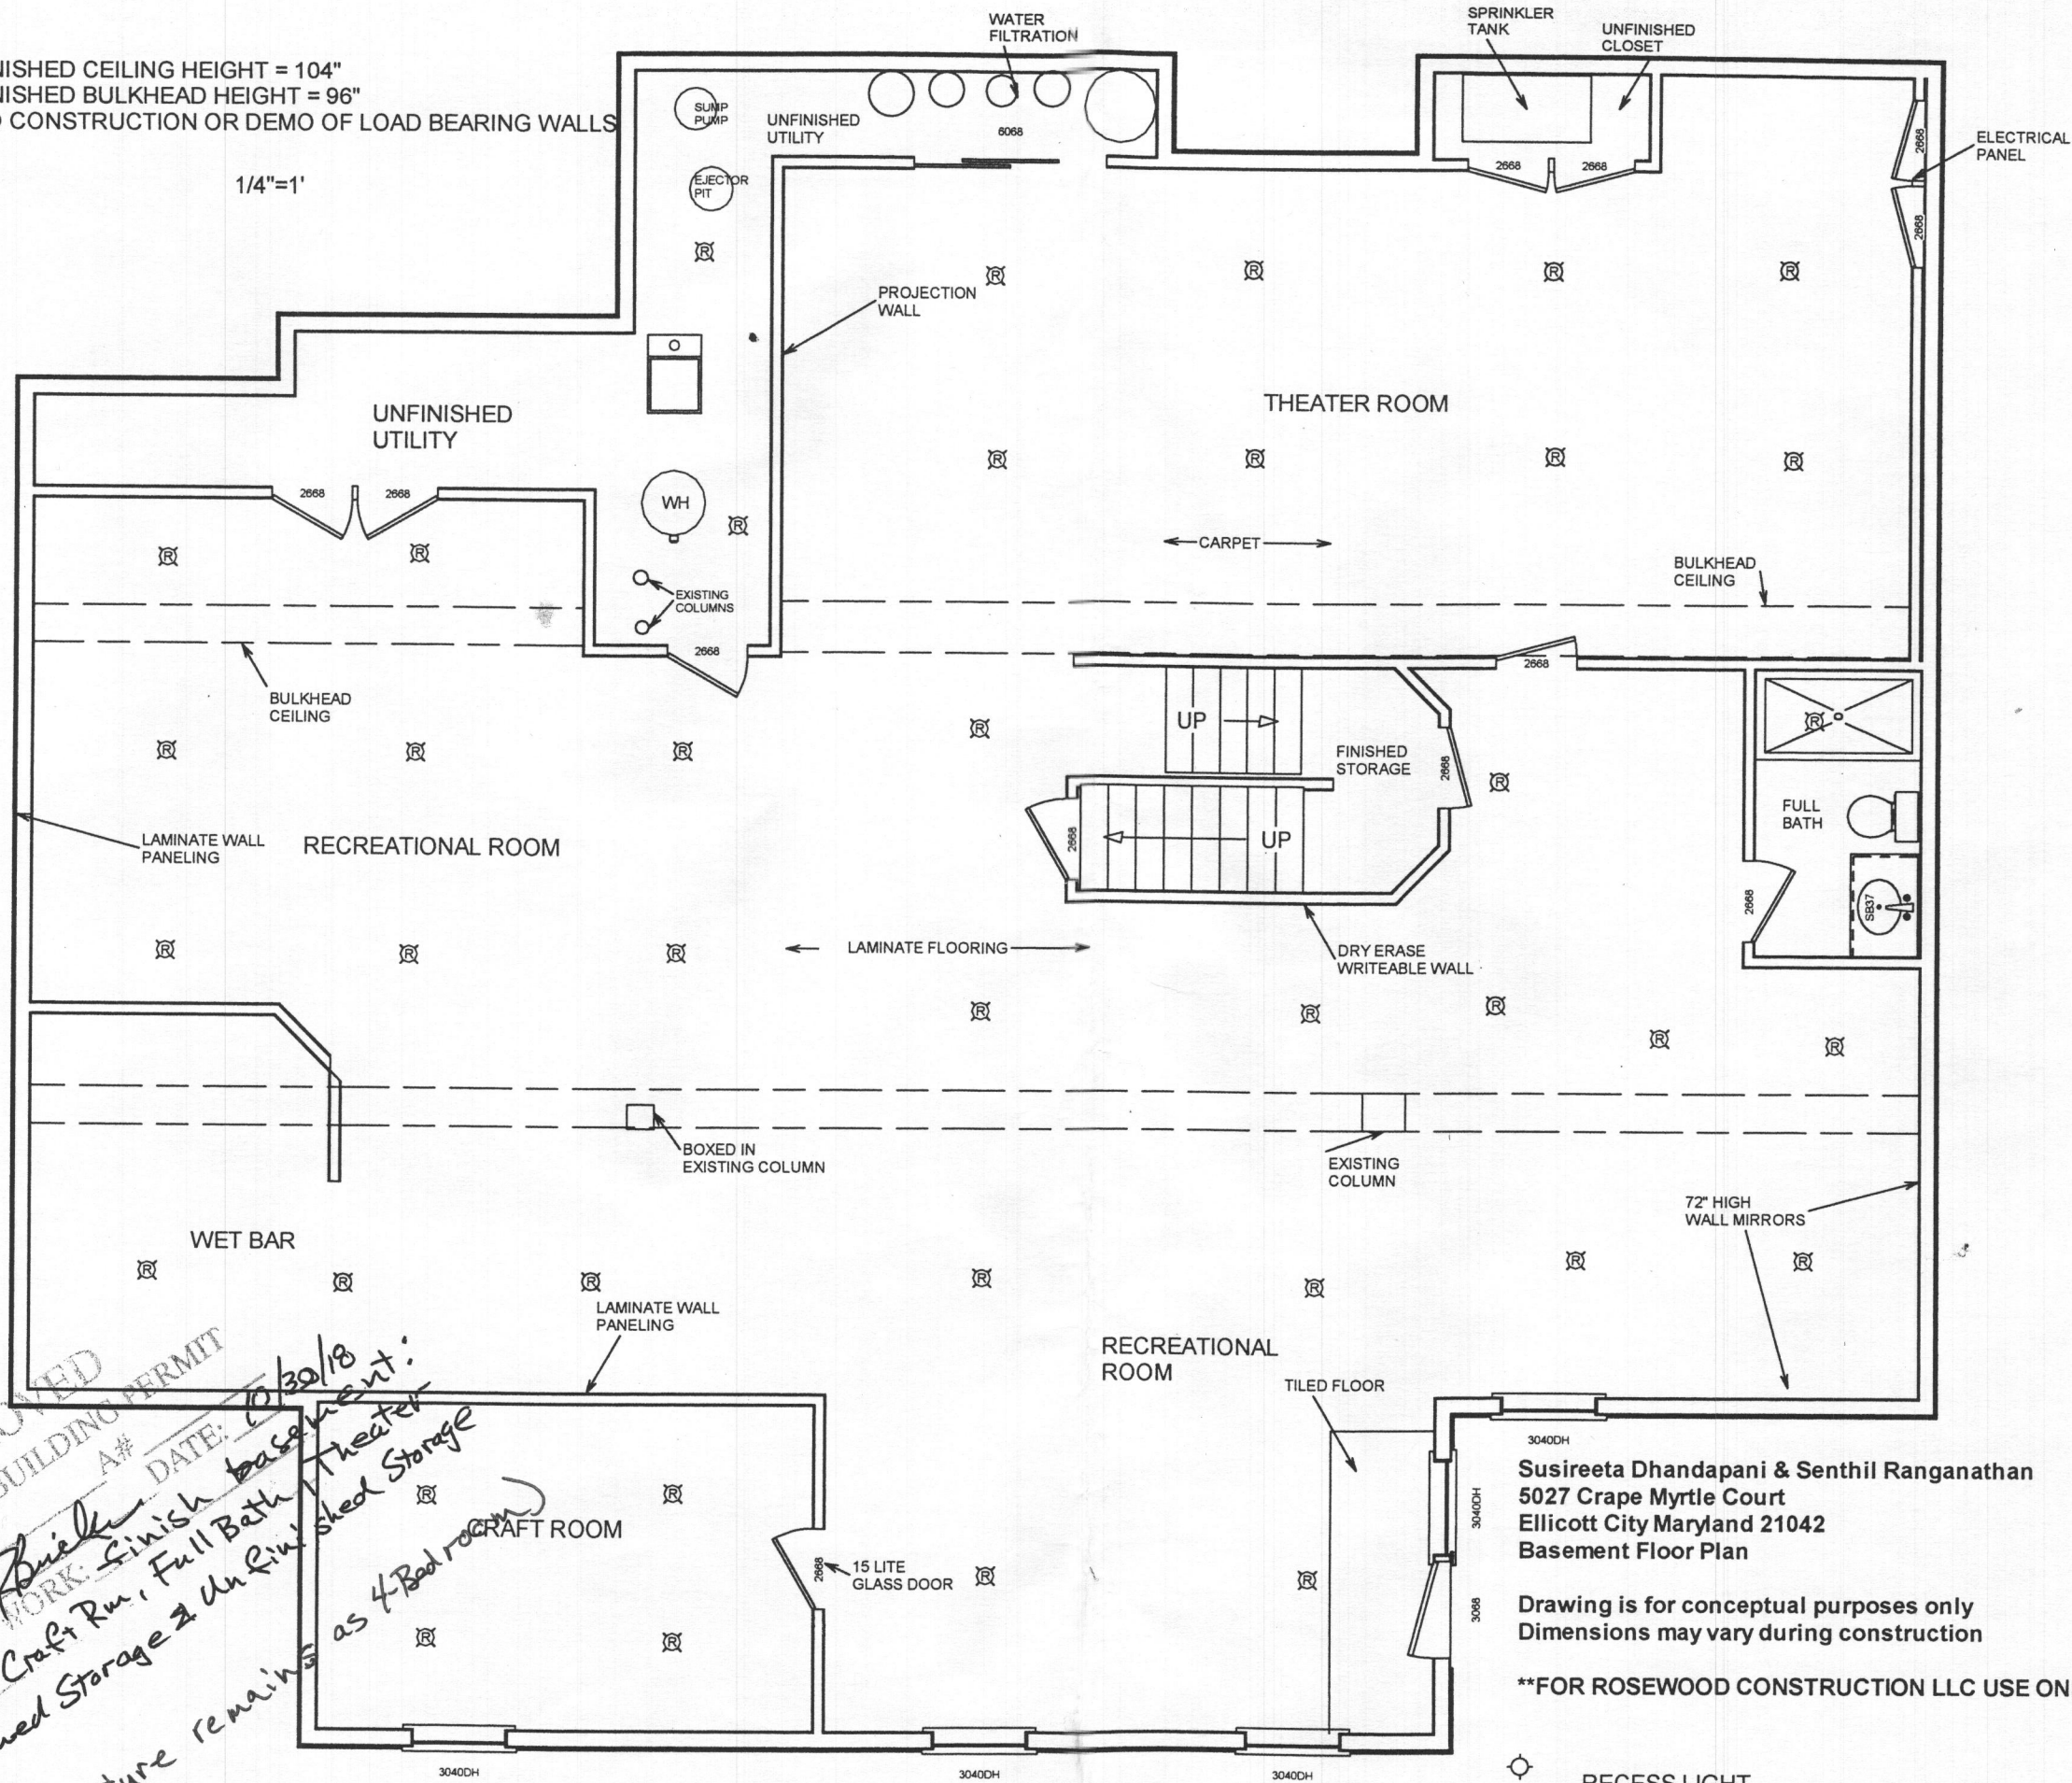 WATER
FILTRATION
SPRINKLER
TANK
UNFINISHED
CLOSET
ISHED CEILING HEIGHT = 104"
ISHED BULKHEAD HEIGHT = 96"
CONSTRUCTION OR DEMO OF LOAD BEARING WALLS
1/4"=1'
SUMP
PUMP
UNFINISHED
UTILITY
6068
EJECTOR
PIT
2668
2668
2668
2668
ELECTRICAL
PANEL
R
R
R
R
R
PROJECTION
WALL
UNFINISHED
UTILITY
THEATER ROOM
R
R
R
R
2668
2668
WH
R
R
R
CARPET
BULKHEAD
CEILING
EXISTING
COLUMNS
2668
2668
BULKHEAD
CEILING
R
R
R
R
UP
FINISHED
STORAGE
2668
R
R
LAMINATE WALL
PANELING
RECREATIONAL ROOM
2668
UP
FULL
BATH
2668
SB37
R
R
R
LAMINATE FLOORING
DRY ERASE
WRITEABLE WALL
R
R
R
R
R
BOXED IN
EXISTING COLUMN
EXISTING
COLUMN
72" HIGH
WALL MIRRORS
WET BAR
R
R
R
R
R
R
R
LAMINATE WALL
PANELING
RECREATIONAL
ROOM
TILED FLOOR
OVED
BUILDING PERMIT
A#
DATE: 10/30/18
WORK: finish basement:
Craft Rm, Full Bath, Theater
Storage & Unfinished Storage
remains as 4-Bedroom)
R
R
CRAFT ROOM
R
R
2668
15 LITE
GLASS DOOR
R
R
3040DH
3040DH
3068
Susireeta Dhandapani & Senthil Ranganathan
5027 Crape Myrtle Court
Ellicott City Maryland 21042
Basement Floor Plan
Drawing is for conceptual purposes only
Dimensions may vary during construction
**FOR ROSEWOOD CONSTRUCTION LLC USE ON
3040DH
3040DH
3040DH
RECESS LIGHT